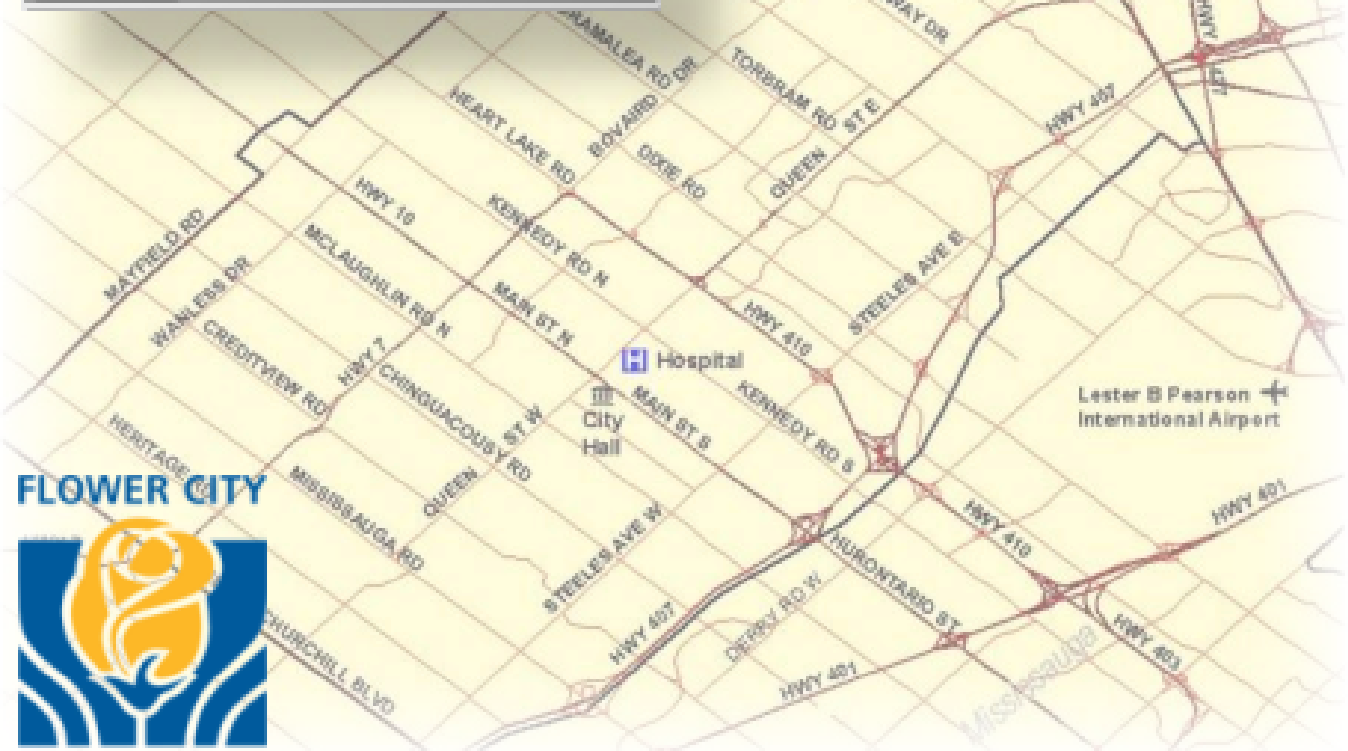 BRAMALEA RD
WAY DR
HWY
427
TORBRAM RD
BOVAIRD DR
HEART LAKE RD
HWY 407
QUEEN ST E
DIXIE RD
HWY 10
KENNEDY RD N
MAYFIELD RD
MCLAUGHLIN RD N
WANLESS DR
STEELES AVE E
MAIN ST N
HWY 410
CREDITVIEW RD
HWY 7
H Hospital
CHINGUACOUSY RD
City
Hall
MAIN ST S
KENNEDY RD S
Lester B Pearson
International Airport
HERITAGE
QUEEN ST W
MISSISSAUGA RD
FLOWER CITY
HWY 401
HWY 410
STEELES AVE W
HURONTARIO ST
DERRY RD W
HWY 407
CHURCHILL BLVD
HWY 403
HWY 401
Mississauga